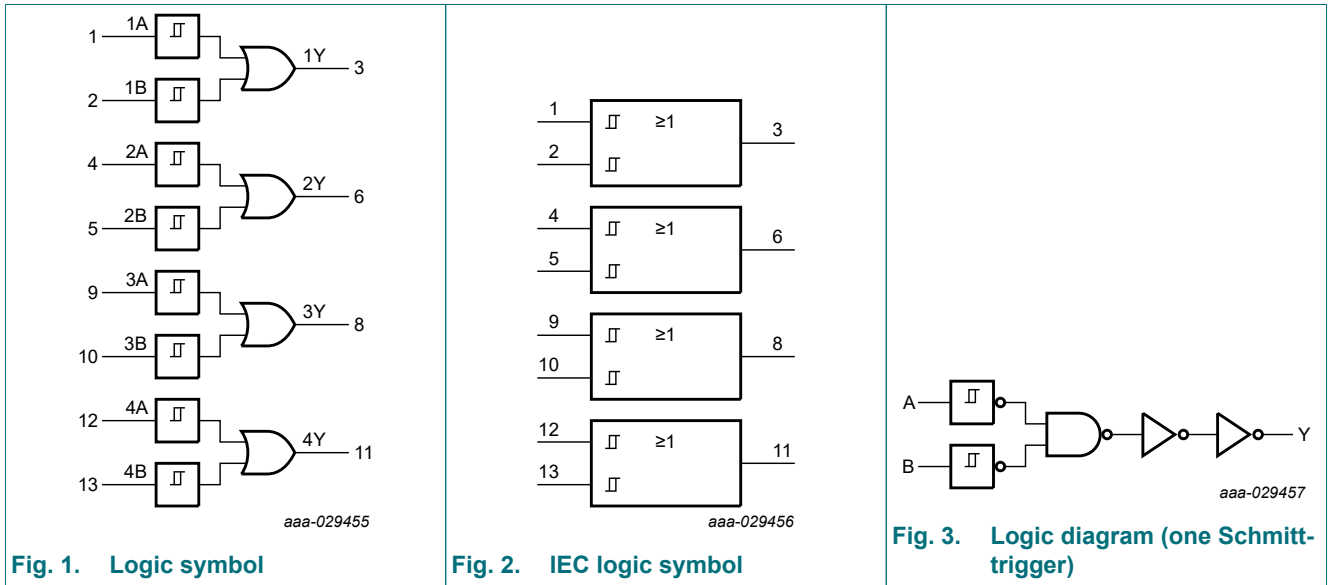 1 1A
1Y 3
2 1B
4 2A
2Y 6
5 2B
9 3A
3Y 8
10 3B
12 4A
4Y 11
13 4B
aaa-029455
Fig. 1. Logic symbol
1 ≥1
3
2
4 ≥1
6
5
9 ≥1
8
10
12 ≥1
11
13
aaa-029456
Fig. 2. IEC logic symbol
A
Y
B
aaa-029457
Fig. 3. Logic diagram (one Schmitt-
trigger)